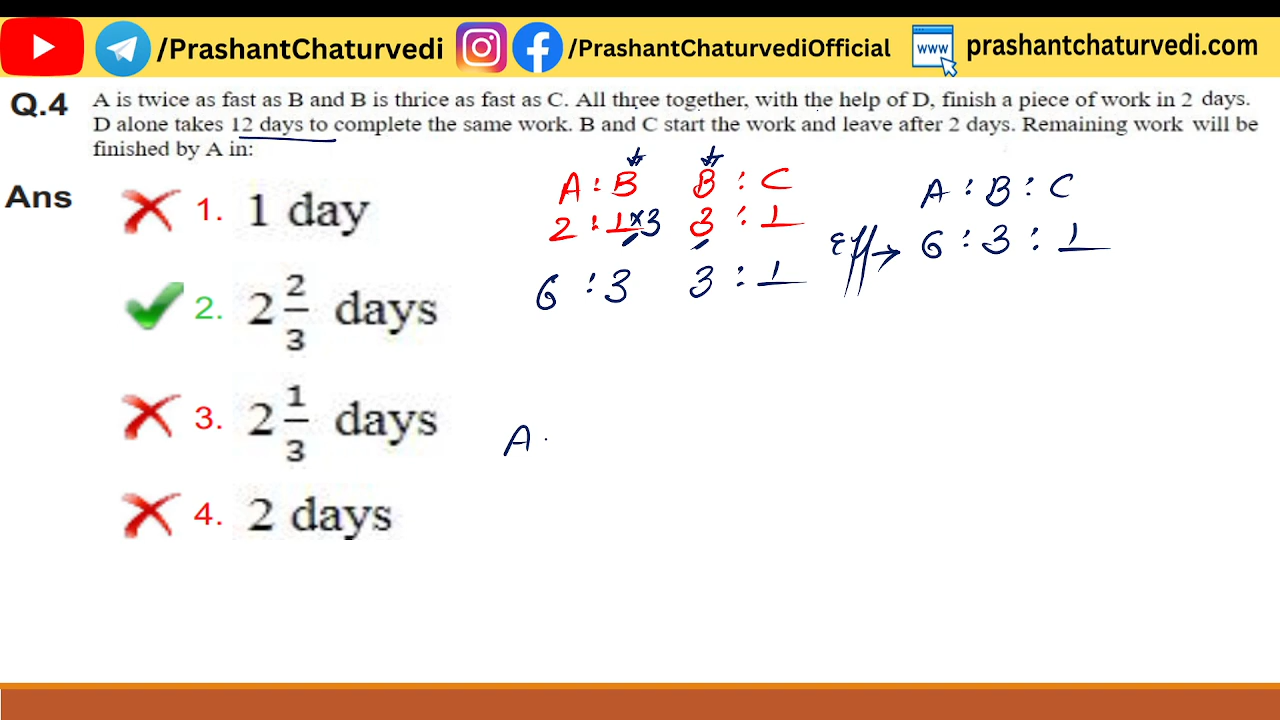 /PrashantChaturvedi /PrashantChaturvediOfficial www prashantchaturvedi.com
Q.4 A is twice as fast as B and B is thrice as fast as C. All three together, with the help of D, finish a piece of work in 2 days.
D alone takes 12 days to complete the same work. B and C start the work and leave after 2 days. Remaining work will be
finished by A in:
Ans
1. 1 day
2. 2 2/3 days
3. 2 1/3 days
4. 2 days
A : B B : C
2 : 1 ×3 3 : 1
6 : 3 3 : 1
Eff → A : B : C
6 : 3 : 1
A